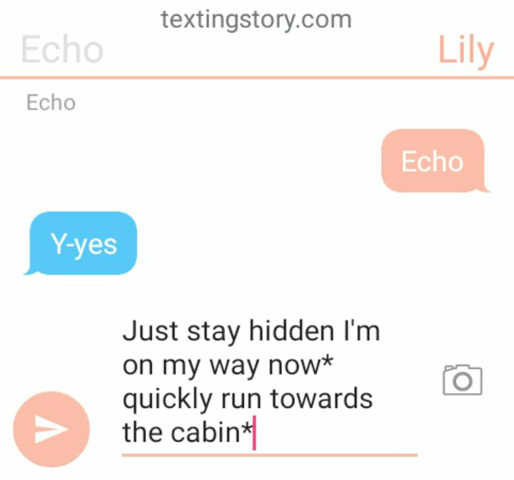 textingstory.com
Echo
Lily
Echo
Echo
Y-yes
Just stay hidden I'm
on my way now*
quickly run towards
the cabin*